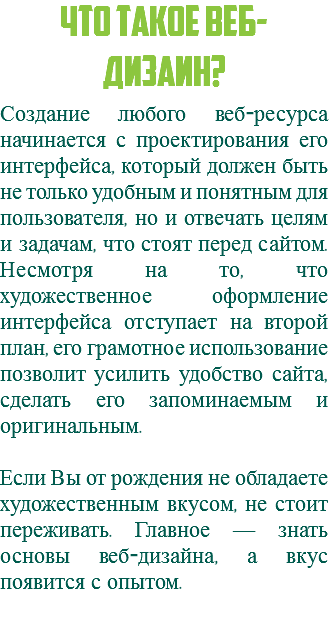 ЧТО ТАКОЕ ВЕБ-
ДИЗАИН?
Создание любого веб-ресурса
начинается с проектирования его
интерфейса, который должен быть
не только удобным и понятным для
пользователя, но и отвечать целям
и задачам, что стоят перед сайтом.
Несмотря на то, что
художественное оформление
интерфейса отступает на второй
план, его грамотное использование
позволит усилить удобство сайта,
сделать его запоминаемым и
оригинальным.
Если Вы от рождения не обладаете
художественным вкусом, не стоит
переживать. Главное — знать
основы веб-дизайна, а вкус
появится с опытом.